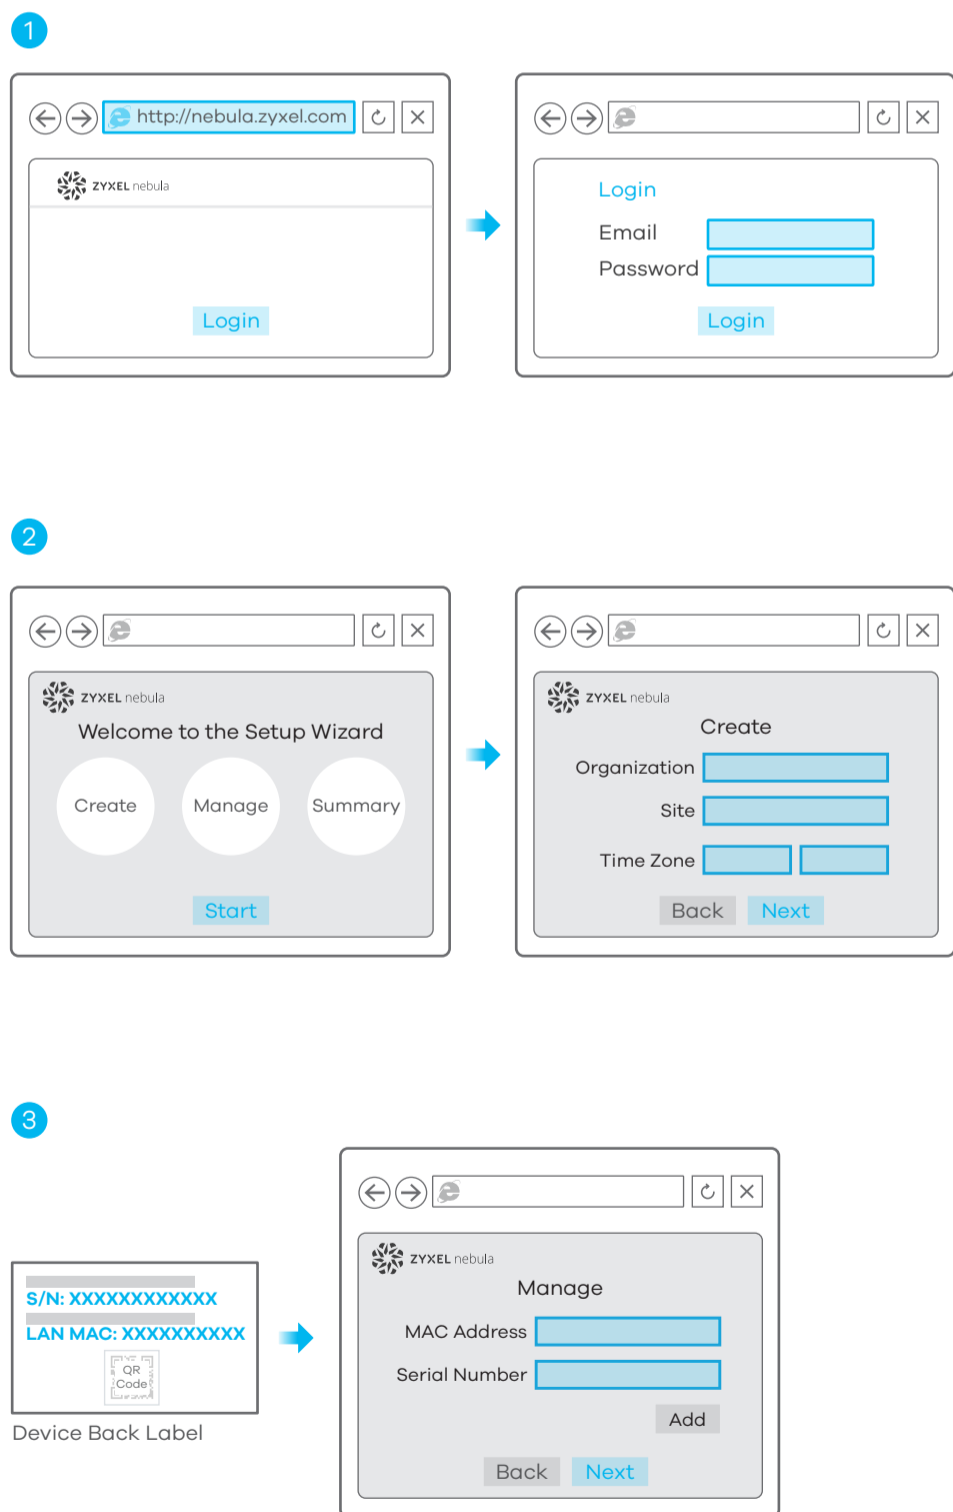 1
http://nebula.zyxel.com
ZYXEL nebula
Login
Login
Email
Password
Login
2
ZYXEL nebula
Welcome to the Setup Wizard
Create Manage Summary
Start
ZYXEL nebula
Create
Organization
Site
Time Zone
Back Next
3
S/N: XXXXXXXXXXXX
LAN MAC: XXXXXXXXXX
QR
Code
Device Back Label
ZYXEL nebula
Manage
MAC Address
Serial Number
Add
Back Next